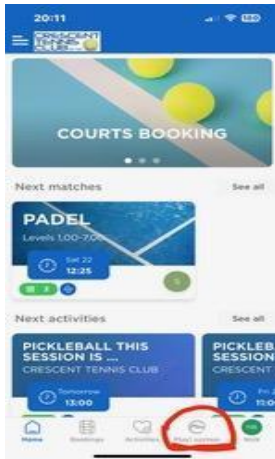 20:11
CRESCENT
TENNIS
CLUB
COURTS BOOKING
Next matches
See all
PADEL
Levels 1,00-7,00
Sat 22
12:25
S
Next activities
See all
PICKLEBALL THIS
SESSION IS ...
CRESCENT TENNIS CLUB
Tomorrow
13:00
PICKLEB
SESSION
CRESCENT
Home
Bookings
Activities